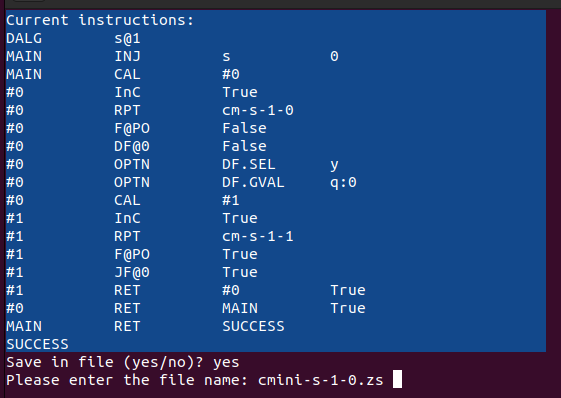 Current instructions:
DALG s@1
MAIN INJ s 0
MAIN CAL #0
#0 InC True
#0 RPT cm-s-1-0
#0 F@PO False
#0 DF@0 False
#0 OPTN DF.SEL y
#0 OPTN DF.GVAL q:0
#0 CAL #1
#1 InC True
#1 RPT cm-s-1-1
#1 F@PO True
#1 JF@0 True
#1 RET #0 True
#0 RET MAIN True
MAIN RET SUCCESS
SUCCESS
Save in file (yes/no)? yes
Please enter the file name: cmini-s-1-0.zs